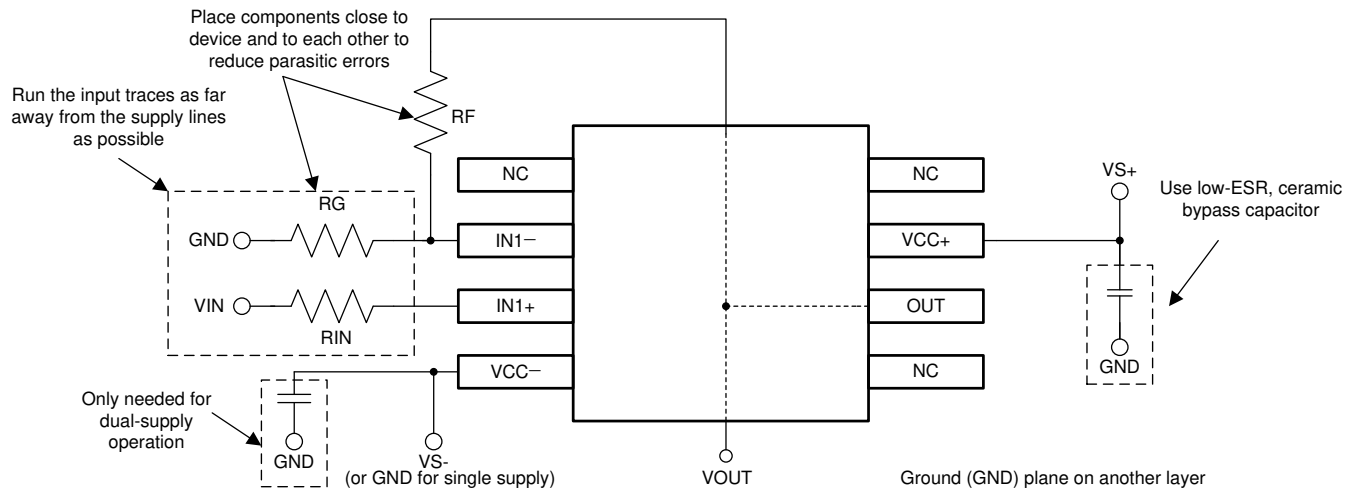 Place components close to
device and to each other to
reduce parasitic errors
Run the input traces as far
away from the supply lines
as possible
RF
NC
NC
VS+
Use low-ESR, ceramic
bypass capacitor
RG
GND
IN1−
VCC+
VIN
IN1+
OUT
RIN
GND
VCC−
NC
Only needed for
dual-supply
operation
GND
VS-
(or GND for single supply)
VOUT
Ground (GND) plane on another layer